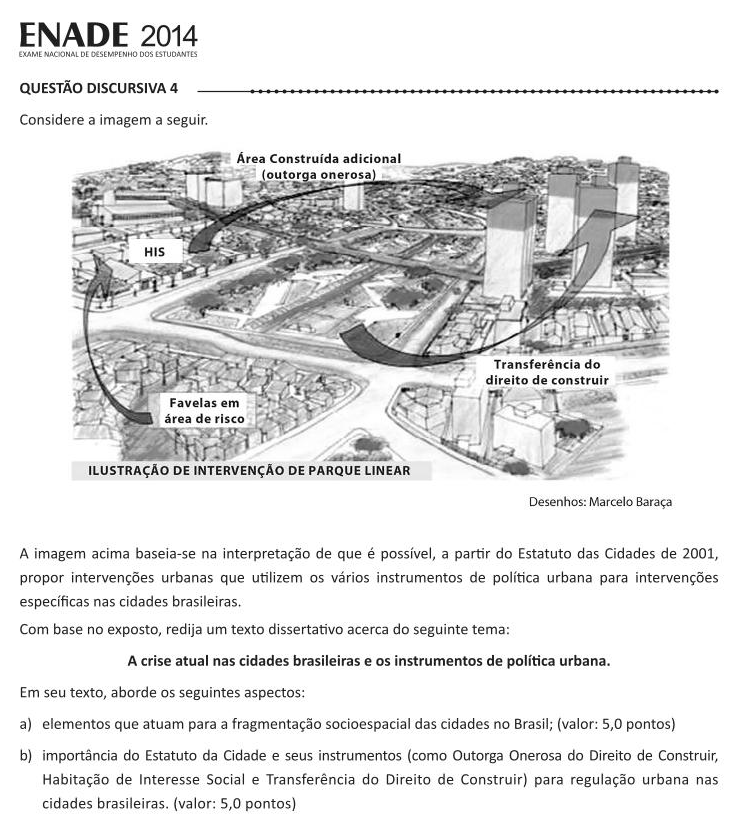 ENADE 2014
EXAME NACIONAL DE DESEMPENHO DOS ESTUDANTES
QUESTÃO DISCURSIVA 4
Considere a imagem a seguir.
Área Construída adicional
(outorga onerosa)
HIS
Transferência do
direito de construir
Favelas em
área de risco
ILUSTRAÇÃO DE INTERVENÇÃO DE PARQUE LINEAR
Desenhos: Marcelo Baraça
A imagem acima baseia-se na interpretação de que é possível, a partir do Estatuto das Cidades de 2001,
propor intervenções urbanas que utilizem os vários instrumentos de política urbana para intervenções
específicas nas cidades brasileiras.
Com base no exposto, redija um texto dissertativo acerca do seguinte tema:
A crise atual nas cidades brasileiras e os instrumentos de política urbana.
Em seu texto, aborde os seguintes aspectos:
a) elementos que atuam para a fragmentação socioespacial das cidades no Brasil; (valor: 5,0 pontos)
b) importância do Estatuto da Cidade e seus instrumentos (como Outorga Onerosa do Direito de Construir,
Habitação de Interesse Social e Transferência do Direito de Construir) para regulação urbana nas
cidades brasileiras. (valor: 5,0 pontos)